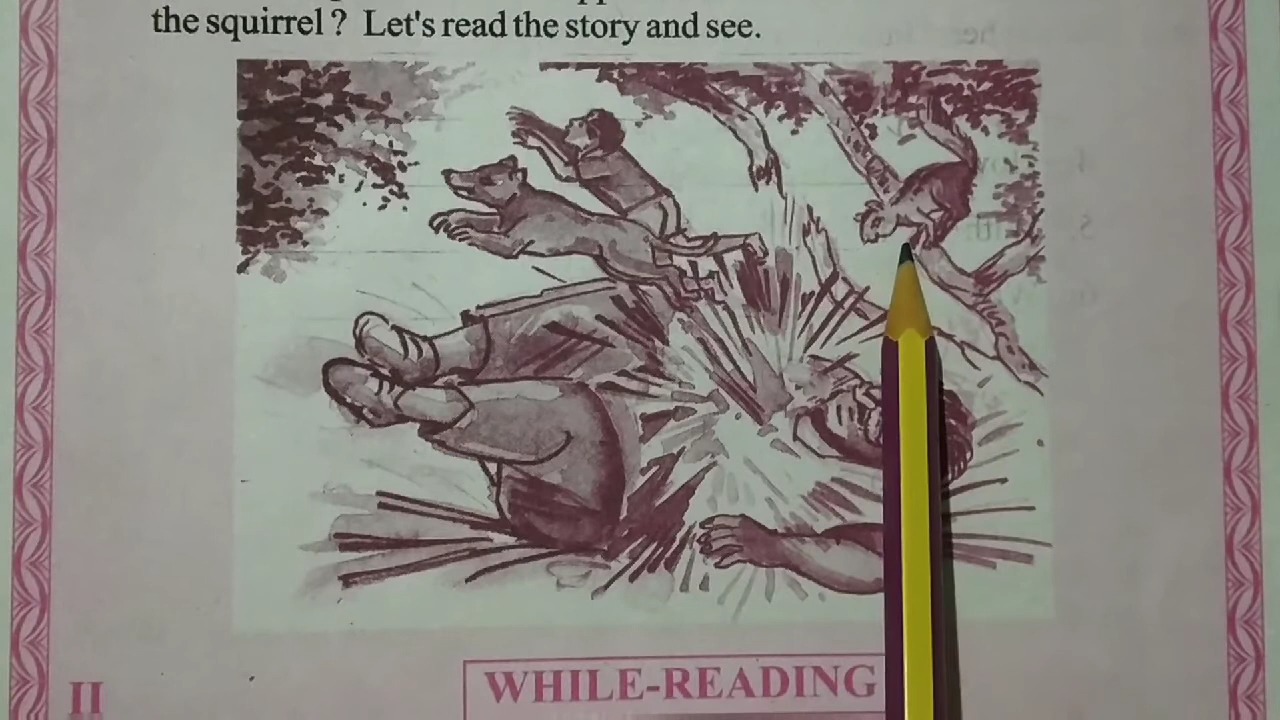 the squirrel ? Let's read the story and see.
II
WHILE-READING